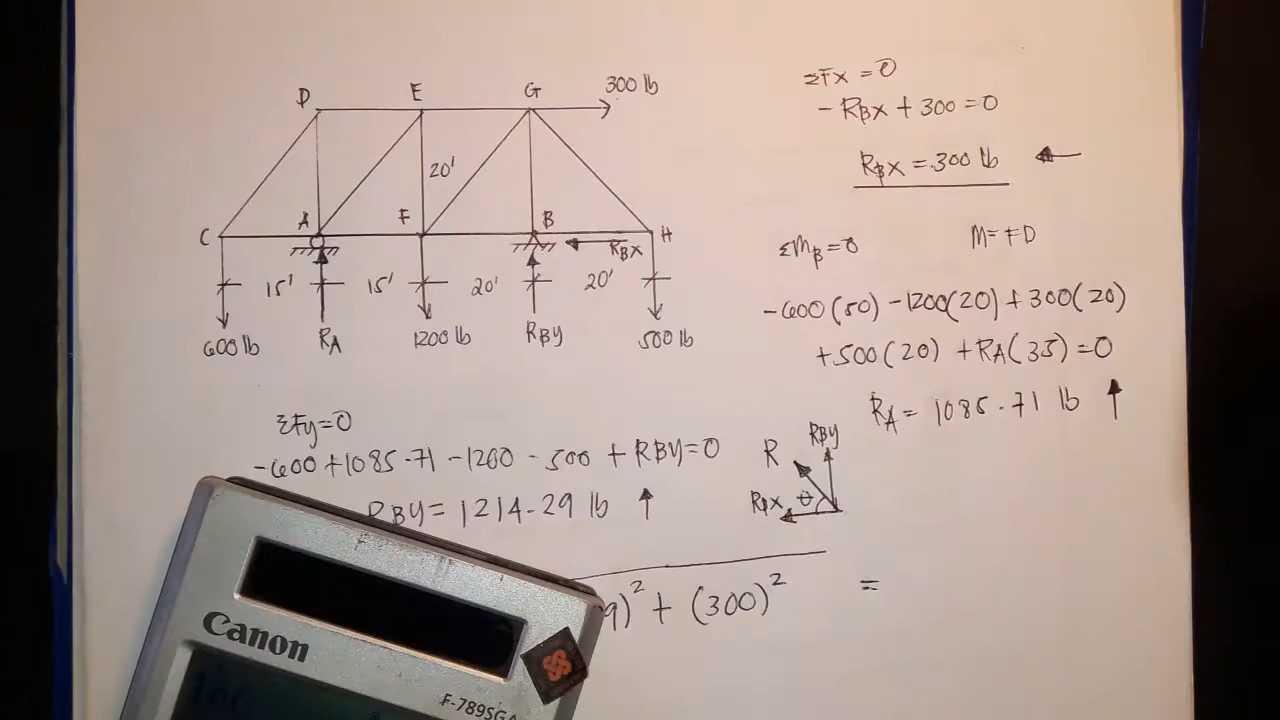 300 lb
D E G
20'
C A F B H
RBX
15' 15' 20' 20'
600 lb RA 1200 lb RBY 500 lb
ΣFX = 0
- RBX + 300 = 0
RBX = 300 lb
ΣMB = 0 M = FD
-600(50) - 1200(20) + 300(20)
+500(20) + RA(35) = 0
RA = 1085.71 lb
ΣFy = 0
-600 + 1085.71 - 1200 - 500 + RBY = 0
RBY = 1214.29 lb
R RBY
RBX θ
9)² + (300)² =
Canon
F-789SGA